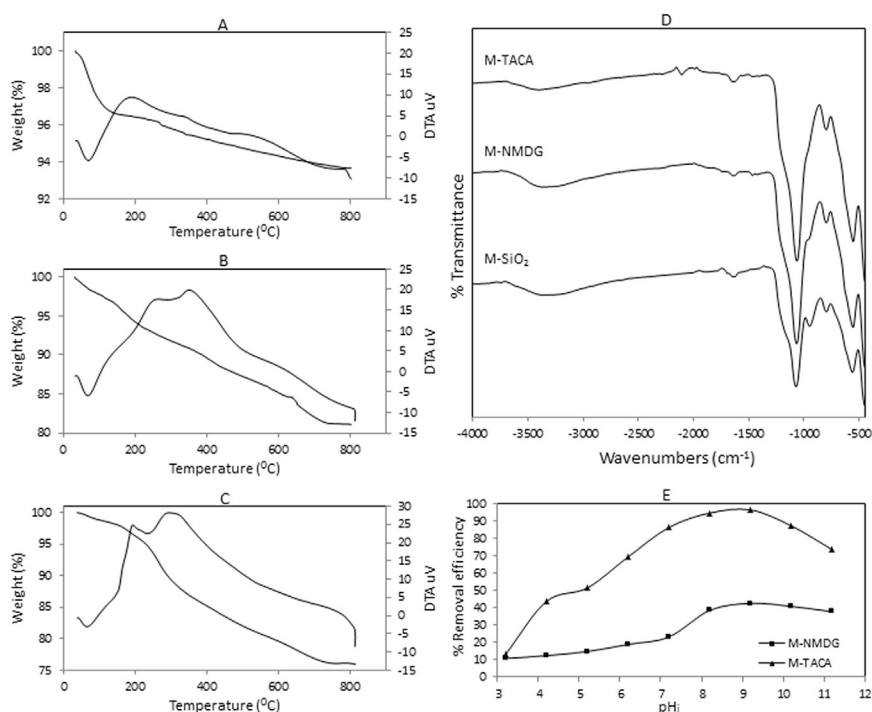 A
Weight (%)
100
98
96
94
92
25
20
15
10
5
0
-5
-10
-15
DTA uV
0 200 400 600 800
Temperature (⁰C)
B
Weight (%)
100
95
90
85
80
25
20
15
10
5
0
-5
-10
-15
DTA uV
0 200 400 600 800
Temperature (⁰C)
C
Weight (%)
100
95
90
85
80
75
30
25
20
15
10
5
0
-5
-10
-15
DTA uV
0 200 400 600 800
Temperature (⁰C)
D
% Transmittance
M-TACA
M-NMDG
M-SiO₂
-4000 -3500 -3000 -2500 -2000 -1500 -1000 -500
Wavenumbers (cm⁻¹)
E
% Removal efficiency
100
90
80
70
60
50
40
30
20
10
0
M-NMDG
M-TACA
3 4 5 6 7 8 9 10 11 12
pHᵢ